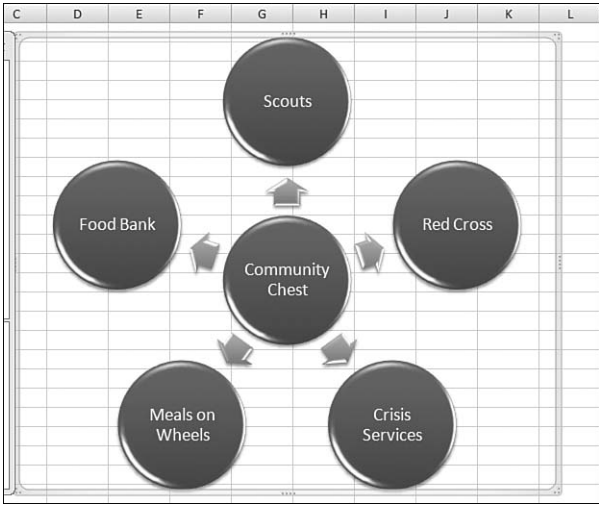 C D E F G H I J K L
Scouts
Food Bank
Red Cross
Community
Chest
Meals on
Wheels
Crisis
Services